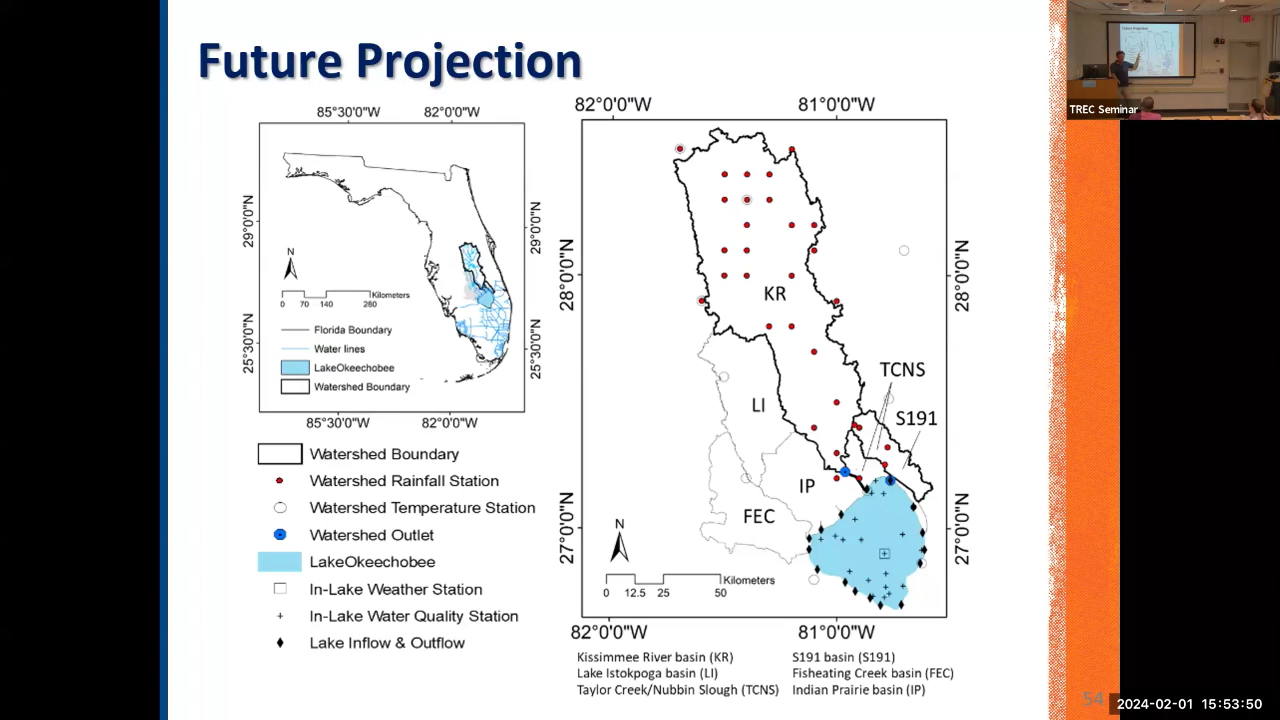 Future Projection
85°30'0"W 82°0'0"W
29°0'0"N
29°0'0"N
25°30'0"N
25°30'0"N
N
0 70 140 280 Kilometers
Florida Boundary
Water lines
LakeOkeechobee
Watershed Boundary
85°30'0"W 82°0'0"W
Watershed Boundary
Watershed Rainfall Station
Watershed Temperature Station
Watershed Outlet
LakeOkeechobee
In-Lake Weather Station
In-Lake Water Quality Station
Lake Inflow & Outflow
82°0'0"W 81°0'0"W
28°0'0"N
28°0'0"N
27°0'0"N
27°0'0"N
KR
TCNS
LI
S191
IP
FEC
N
0 12.5 25 50 Kilometers
82°0'0"W 81°0'0"W
Kissimmee River basin (KR)
Lake Istokpoga basin (LI)
Taylor Creek/Nubbin Slough (TCNS)
S191 basin (S191)
Fisheating Creek basin (FEC)
Indian Prairie basin (IP)
54
TREC Seminar
2024-02-01 15:53:50